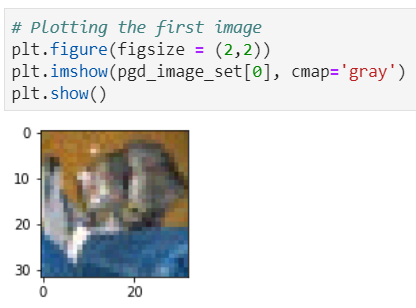 # Plotting the first image
plt.figure(figsize = (2,2))
plt.imshow(pgd_image_set[0], cmap='gray')
plt.show()
0
10
20
30
0 20